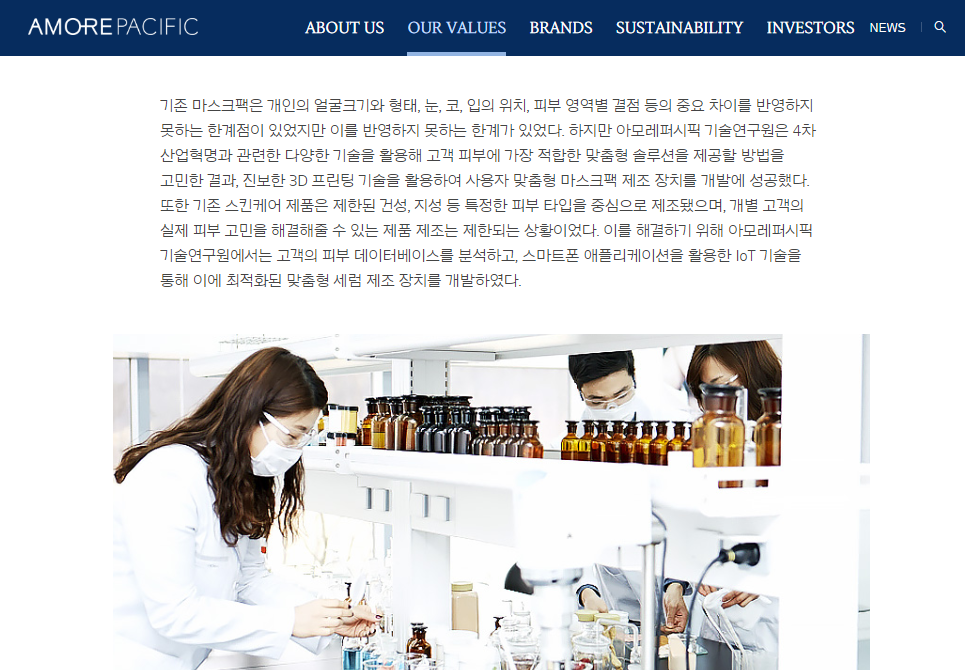 AMOREPACIFIC
ABOUT US
OUR VALUES
BRANDS
SUSTAINABILITY
INVESTORS
NEWS
기존 마스크팩은 개인의 얼굴크기와 형태, 눈, 코, 입의 위치, 피부 영역별 결점 등의 중요 차이를 반영하지
못하는 한계점이 있었지만 이를 반영하지 못하는 한계가 있었다. 하지만 아모레퍼시픽 기술연구원은 4차
산업혁명과 관련한 다양한 기술을 활용해 고객 피부에 가장 적합한 맞춤형 솔루션을 제공할 방법을
고민한 결과, 진보한 3D 프린팅 기술을 활용하여 사용자 맞춤형 마스크팩 제조 장치를 개발에 성공했다.
또한 기존 스킨케어 제품은 제한된 건성, 지성 등 특정한 피부 타입을 중심으로 제조됐으며, 개별 고객의
실제 피부 고민을 해결해줄 수 있는 제품 제조는 제한되는 상황이었다. 이를 해결하기 위해 아모레퍼시픽
기술연구원에서는 고객의 피부 데이터베이스를 분석하고, 스마트폰 애플리케이션을 활용한 IoT 기술을
통해 이에 최적화된 맞춤형 세럼 제조 장치를 개발하였다.